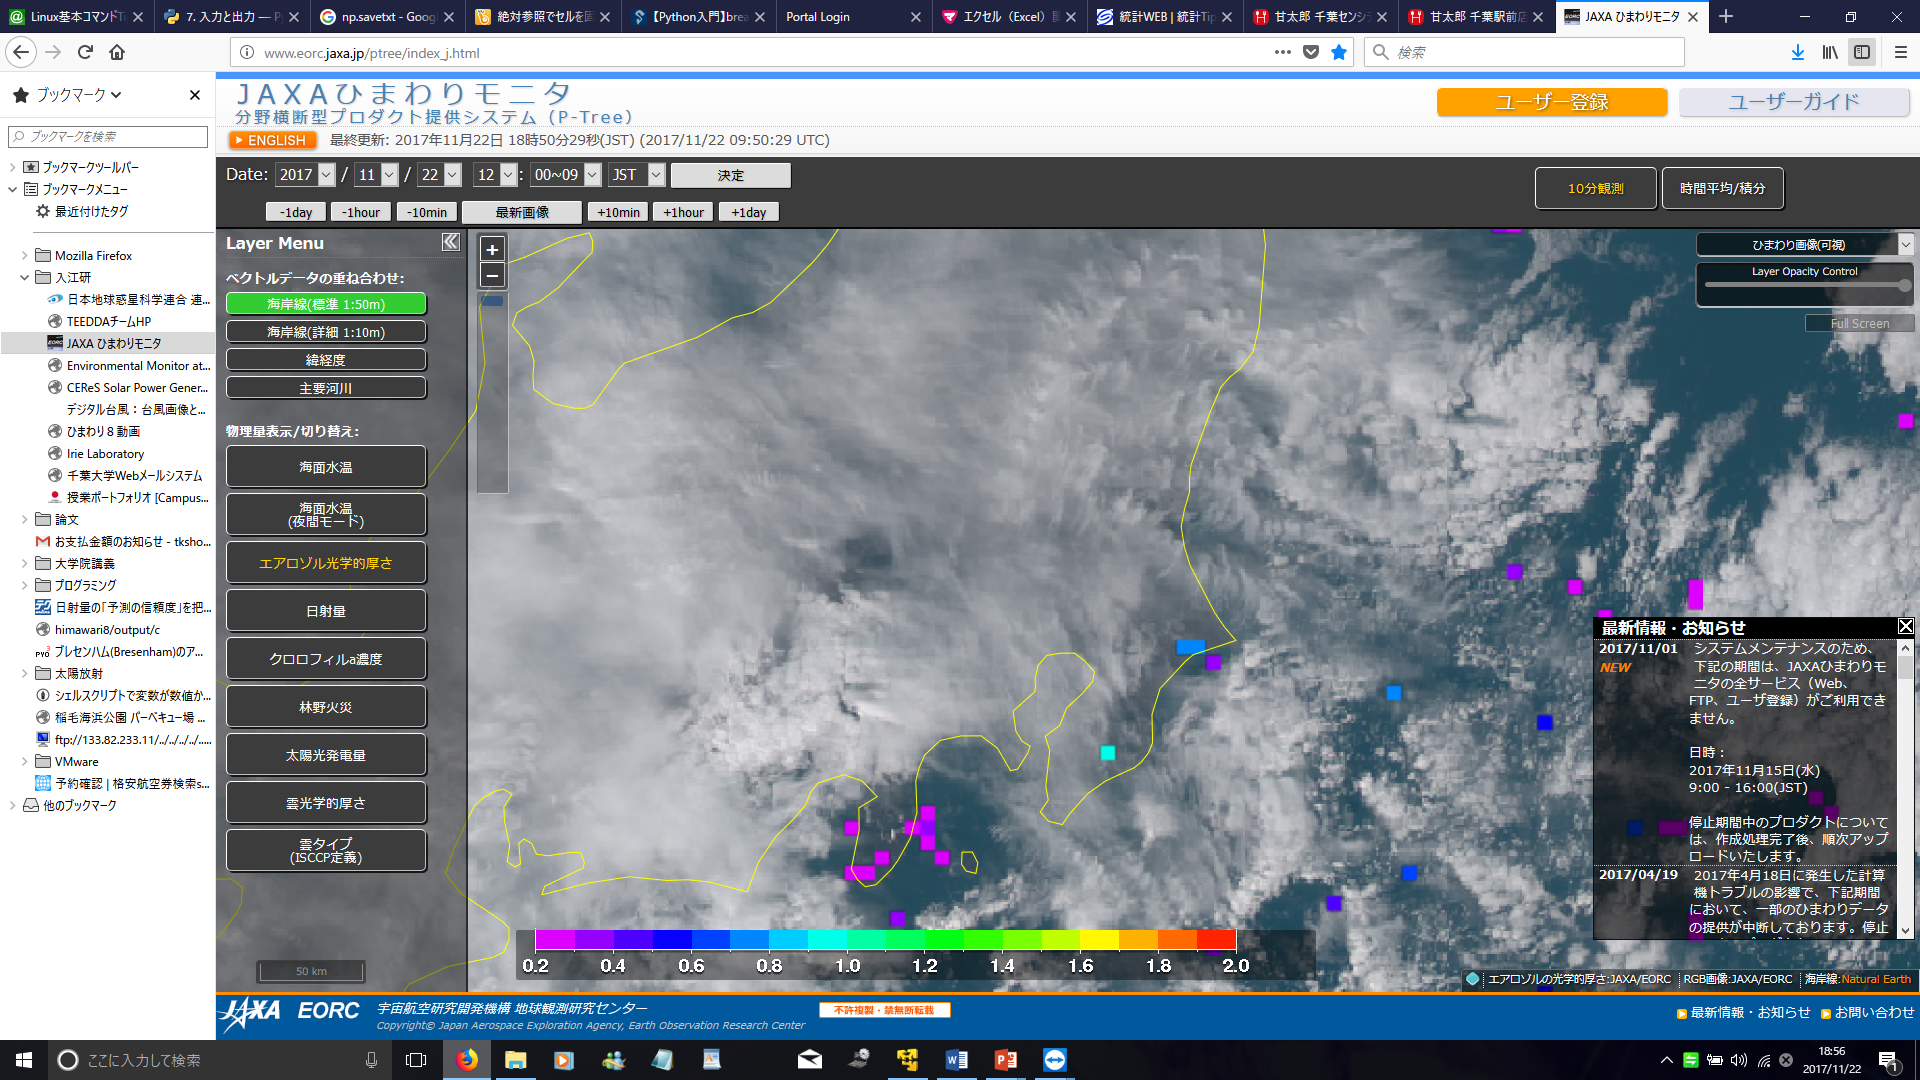 Linux基本コマンドTi
7. 入力と出力 — Py
np.savetxt - Googl
絶対参照でセルを固
【Python入門】brea
Portal Login
エクセル（Excel）関
統計WEB | 統計Tip
甘太郎 千葉センシテ
甘太郎 千葉駅前店
JAXA ひまわりモニタ
www.eorc.jaxa.jp/ptree/index_j.html
検索
ブックマーク
ブックマークを検索
ブックマークツールバー
ブックマークメニュー
最近付けたタグ
Mozilla Firefox
入江研
日本地球惑星科学連合 連...
TEEDDAチームHP
JAXA ひまわりモニタ
Environmental Monitor at...
CEReS Solar Power Gener...
デジタル台風：台風画像と...
ひまわり８動画
Irie Laboratory
千葉大学Webメールシステム
授業ポートフォリオ [Campus...
論文
お支払金額のお知らせ - tksho...
大学院講義
プログラミング
日射量の｢予測の信頼度｣を把...
himawari8/output/c
ブレセンハム(Bresenham)のア...
太陽放射
シェルスクリプトで変数が数値か...
稲毛海浜公園 バーベキュー場 ...
ftp://133.82.233.11/../../../../.....
VMware
予約確認 | 格安航空券検索s...
他のブックマーク
JAXAひまわりモニタ
分野横断型プロダクト提供システム（P-Tree）
ユーザー登録
ユーザーガイド
ENGLISH
最終更新: 2017年11月22日 18時50分29秒(JST) (2017/11/22 09:50:29 UTC)
Date: 2017 / 11 / 22 12 : 00~09 JST 決定
-1day -1hour -10min 最新画像 +10min +1hour +1day
10分観測
時間平均/積分
Layer Menu
ベクトルデータの重ね合わせ:
海岸線(標準 1:50m)
海岸線(詳細 1:10m)
緯経度
主要河川
物理量表示/切り替え:
海面水温
海面水温
(夜間モード)
エアロゾル光学的厚さ
日射量
クロロフィルa濃度
林野火災
太陽光発電量
雲光学的厚さ
雲タイプ
(ISCCP定義)
50 km
+
−
ひまわり画像(可視)
Layer Opacity Control
Full Screen
最新情報・お知らせ
2017/11/01
NEW
システムメンテナンスのため、
下記の期間は、JAXAひまわりモ
ニタの全サービス（Web、
FTP、ユーザ登録）がご利用でき
ません。
日時：
2017年11月15日(水)
9:00 - 16:00(JST)
停止期間中のプロダクトについて
は、作成処理完了後、順次アップ
ロードいたします。
2017/04/19
2017年4月18日に発生した計算
機トラブルの影響で、下記期間
において、一部のひまわりデータ
の提供が中断しております。停止
0.2 0.4 0.6 0.8 1.0 1.2 1.4 1.6 1.8 2.0
エアロゾルの光学的厚さ:JAXA/EORC RGB画像:JAXA/EORC 海岸線:Natural Earth
JAXA EORC
宇宙航空研究開発機構 地球観測研究センター
Copyright© Japan Aerospace Exploration Agency, Earth Observation Research Center
不許複製・禁無断転載
最新情報・お知らせ
お問い合わせ
ここに入力して検索
18:56
2017/11/22
1